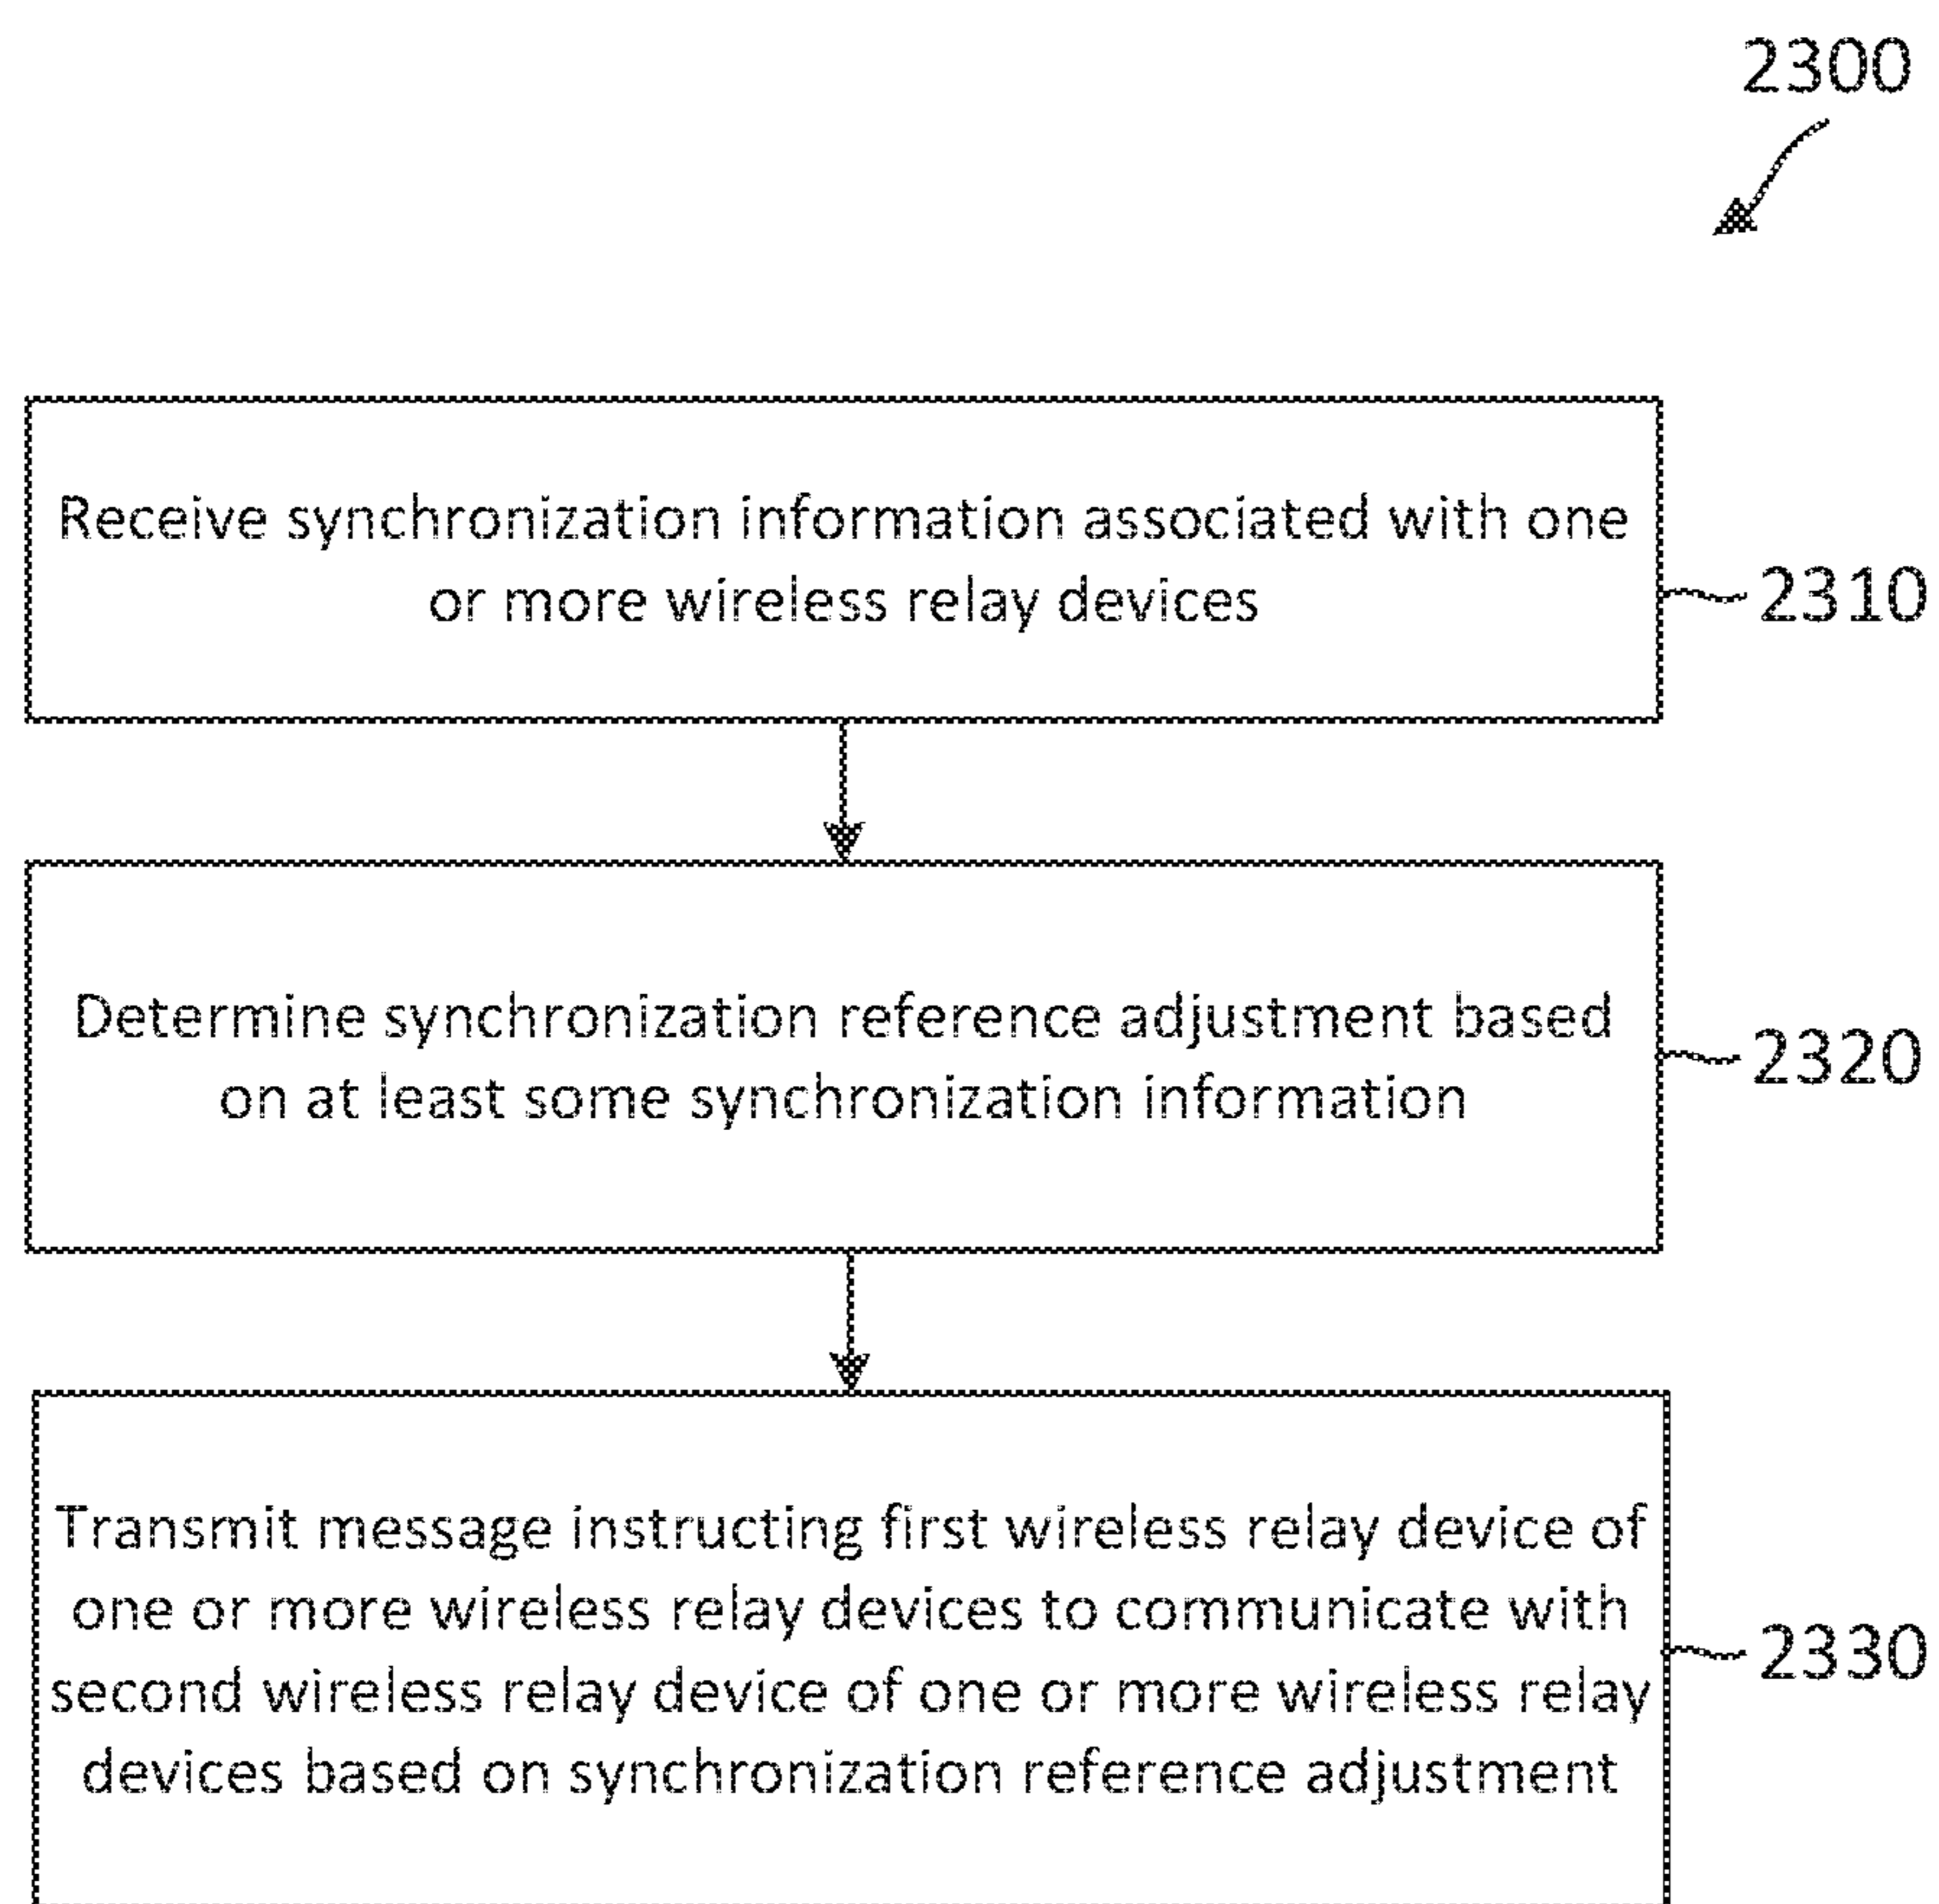 2300
Receive synchronization information associated with one
or more wireless relay devices
2310
Determine synchronization reference adjustment based
on at least some synchronization information
2320
Transmit message instructing first wireless relay device of
one or more wireless relay devices to communicate with
second wireless relay device of one or more wireless relay
devices based on synchronization reference adjustment
2330